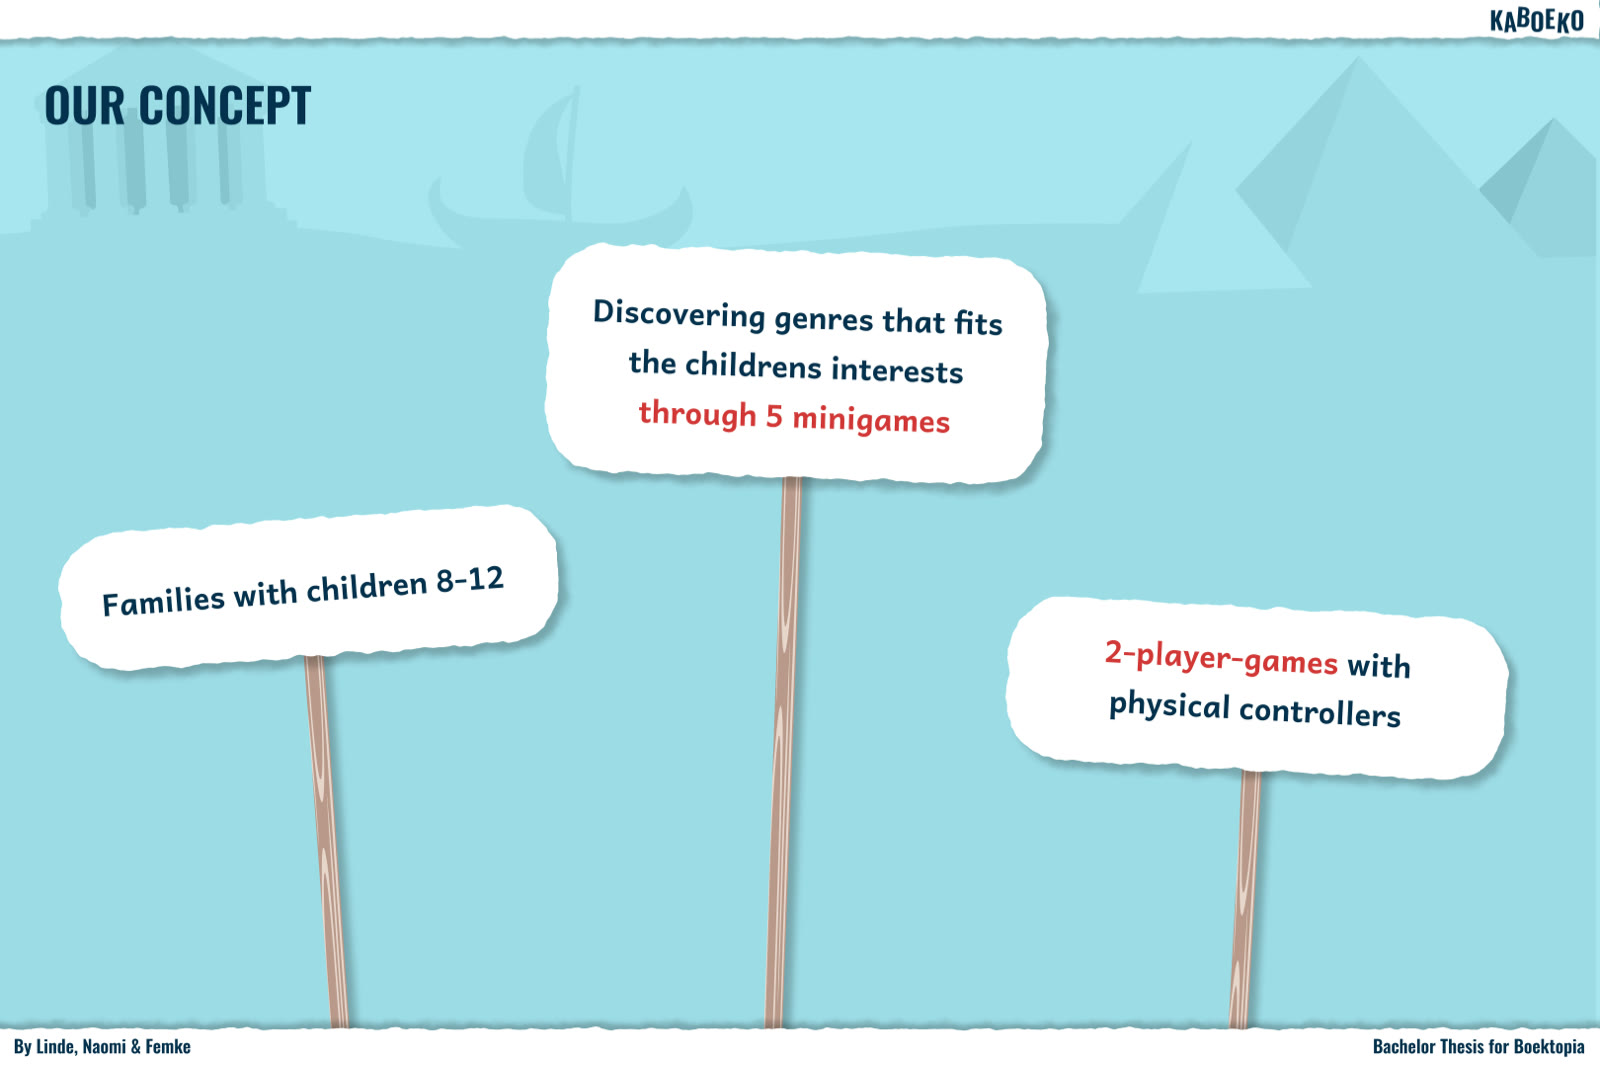 KABOEKO
OUR CONCEPT
Discovering genres that fits
the childrens interests
through 5 minigames
Families with children 8-12
2-player-games with
physical controllers
By Linde, Naomi & Femke
Bachelor Thesis for Boektopia